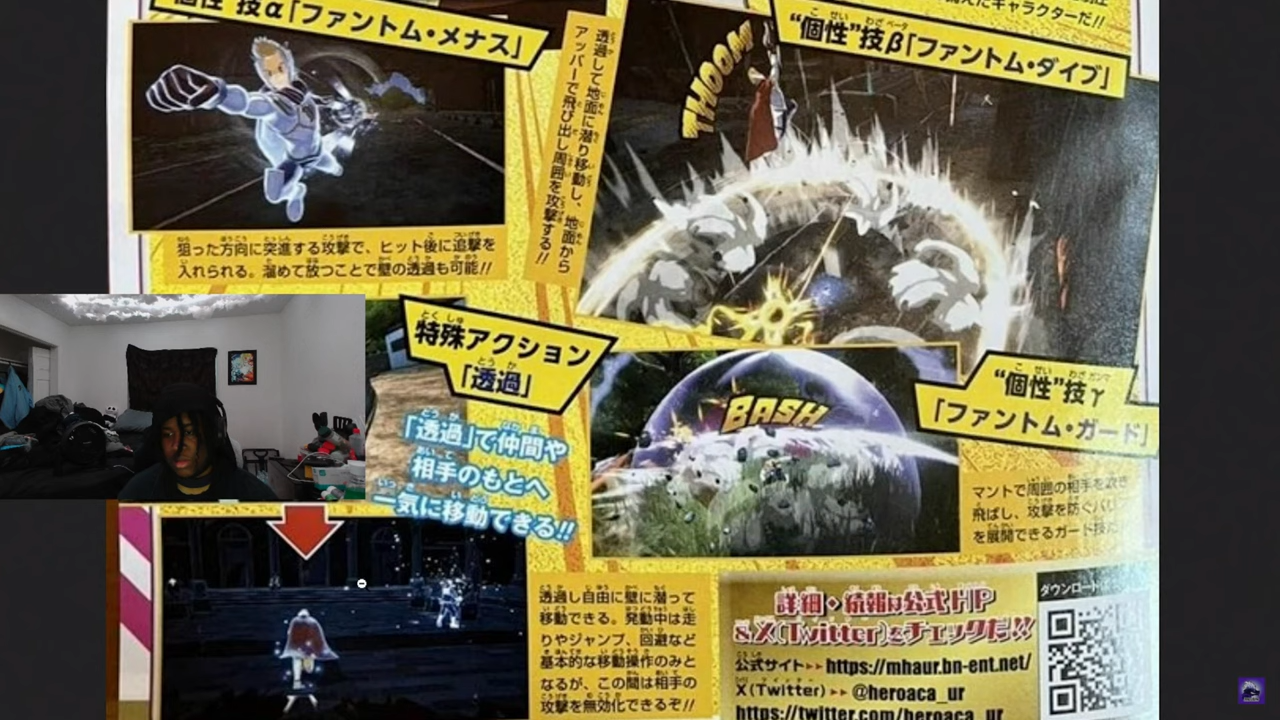 "個性"技α「ファントム・メナス」
狙った方向に突進する攻撃で、ヒット後に追撃を
入れられる。溜めて放つことで壁の透過も可能!!
備えたキャラクターだ!!
"個性"技β「ファントム・ダイブ」
透過して地面に潜り移動し、地面から
アッパーで飛び出し周囲を攻撃する!!
THOOM
特殊アクション
「透過」
「透過」で仲間や
相手のもとへ
一気に移動できる!!
BASH
"個性"技γ
「ファントム・ガード」
マントで周囲の相手を吹き
飛ばし、攻撃を防ぐバリ
を展開できるガード技だ
透過し自由に壁に潜って
移動できる。発動中は走
りやジャンプ、回避など
基本的な移動操作のみと
なるが、この間は相手の
攻撃を無効化できるぞ!!
詳細・続報は公式HP
&X(Twitter)をチェックだ!!
公式サイト▸▸https://mhaur.bn-ent.net/
X(Twitter)▸▸@heroaca_ur
https://twitter.com/heroaca_ur
ダウンロード